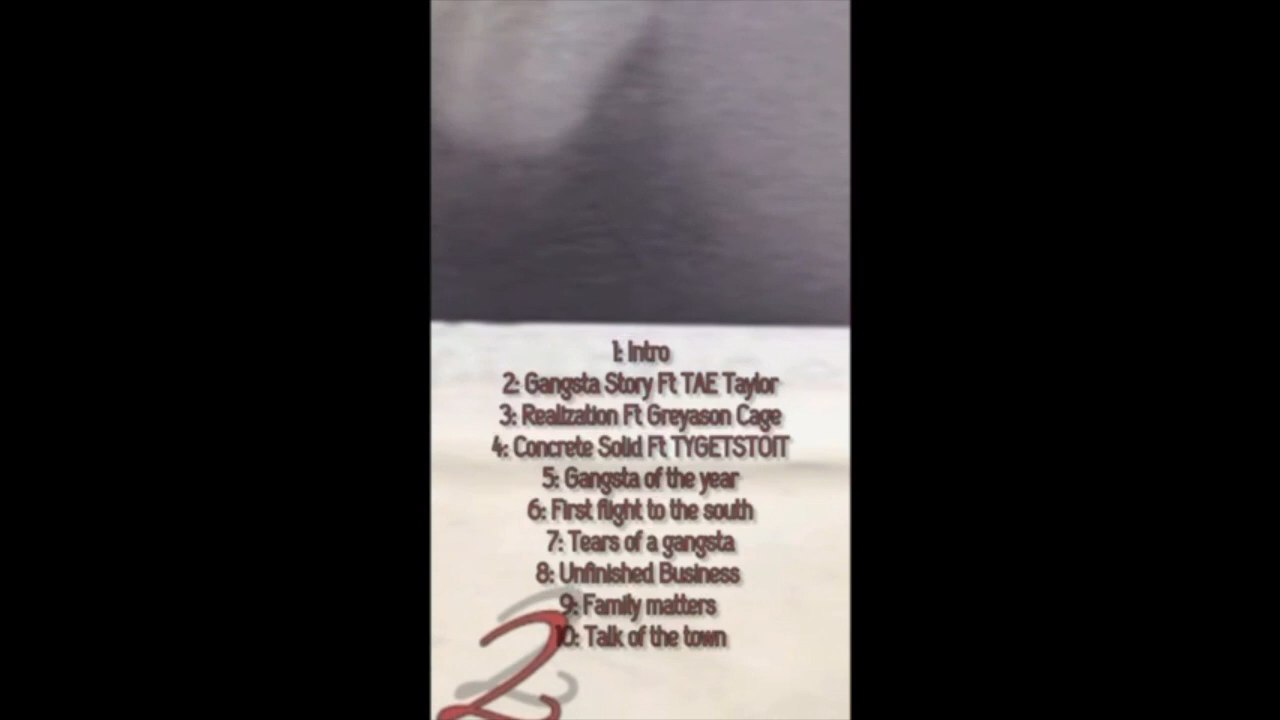 1: Intro
2: Gangsta Story Ft TAE Taylor
3: Realization Ft Greyason Cage
4: Concrete Solid Ft TYGETSTOIT
5: Gangsta of the year
6: First flight to the south
7: Tears of a gangsta
8: Unfinished Business
9: Family matters
10: Talk of the town
2